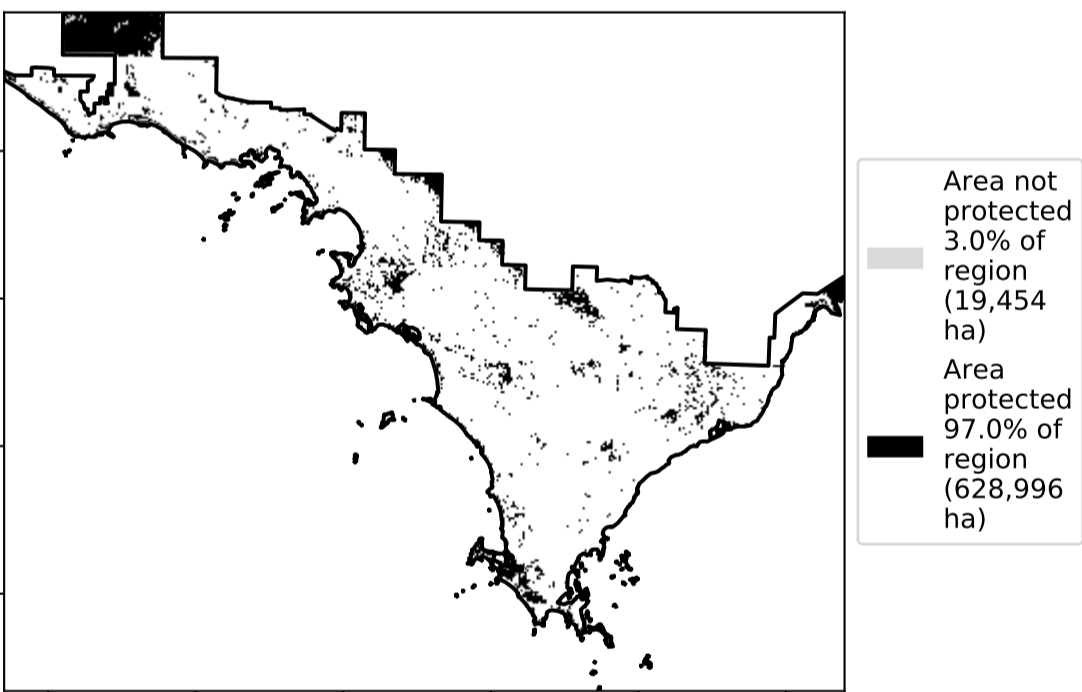 Area not
protected
3.0% of
region
(19,454
ha)
Area
protected
97.0% of
region
(628,996
ha)